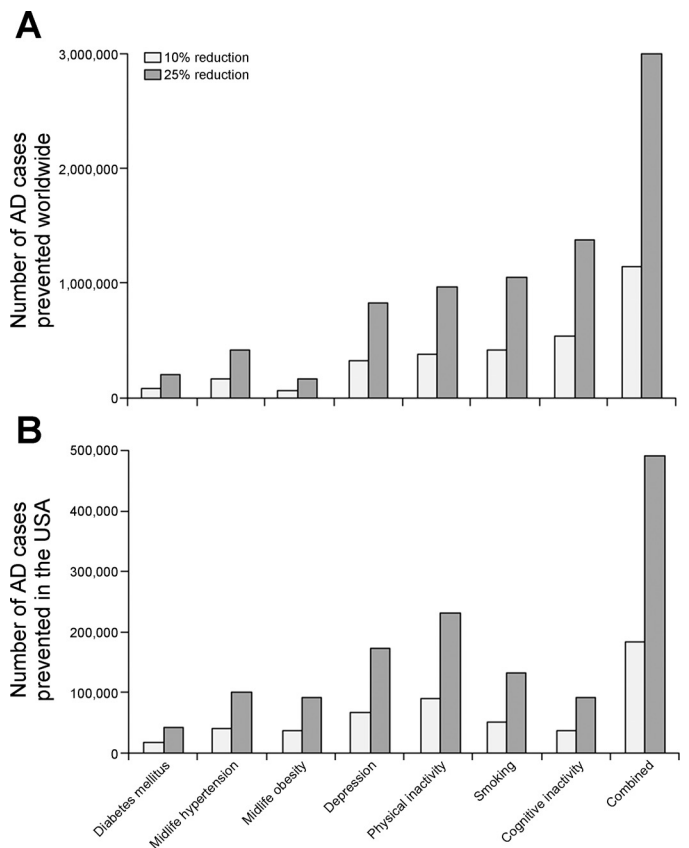 A
3,000,000
10% reduction
25% reduction
2,000,000
1,000,000
0
Number of AD cases
prevented worldwide
B
500,000
400,000
300,000
200,000
100,000
0
Number of AD cases
prevented in the USA
Diabetes mellitus
Midlife hypertension
Midlife obesity
Depression
Physical inactivity
Smoking
Cognitive inactivity
Combined